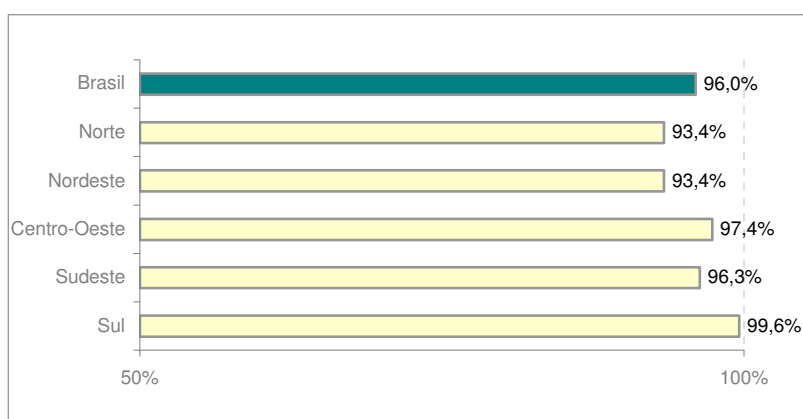 Brasil 96,0%
Norte 93,4%
Nordeste 93,4%
Centro-Oeste 97,4%
Sudeste 96,3%
Sul 99,6%
50% 100%